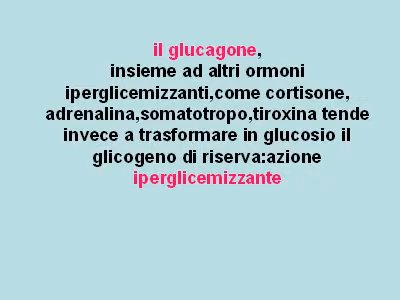 il glucagone,
insieme ad altri ormoni
iperglicemizzanti,come cortisone,
adrenalina,somatotropo,tiroxina tende
invece a trasformare in glucosio il
glicogeno di riserva:azione
iperglicemizzante